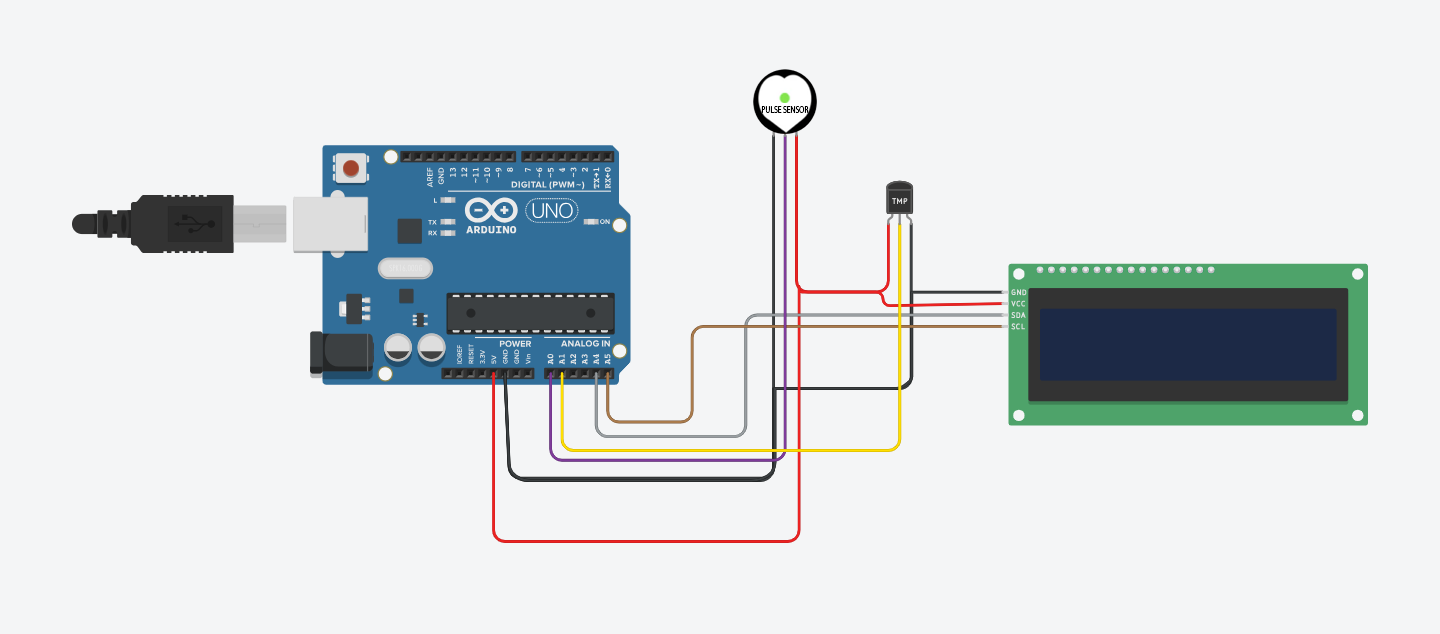 PULSE SENSOR
TMP
AREF
GND
13
12
~11
~10
~9
8
7
~6
~5
4
~3
2
TX→1
RX←0
DIGITAL (PWM~)
L
TX
RX
UNO
ON
ARDUINO
POWER
ANALOG IN
IOREF
RESET
3.3V
5V
GND
GND
Vin
A0
A1
A2
A3
A4
A5
GND
VCC
SDA
SCL